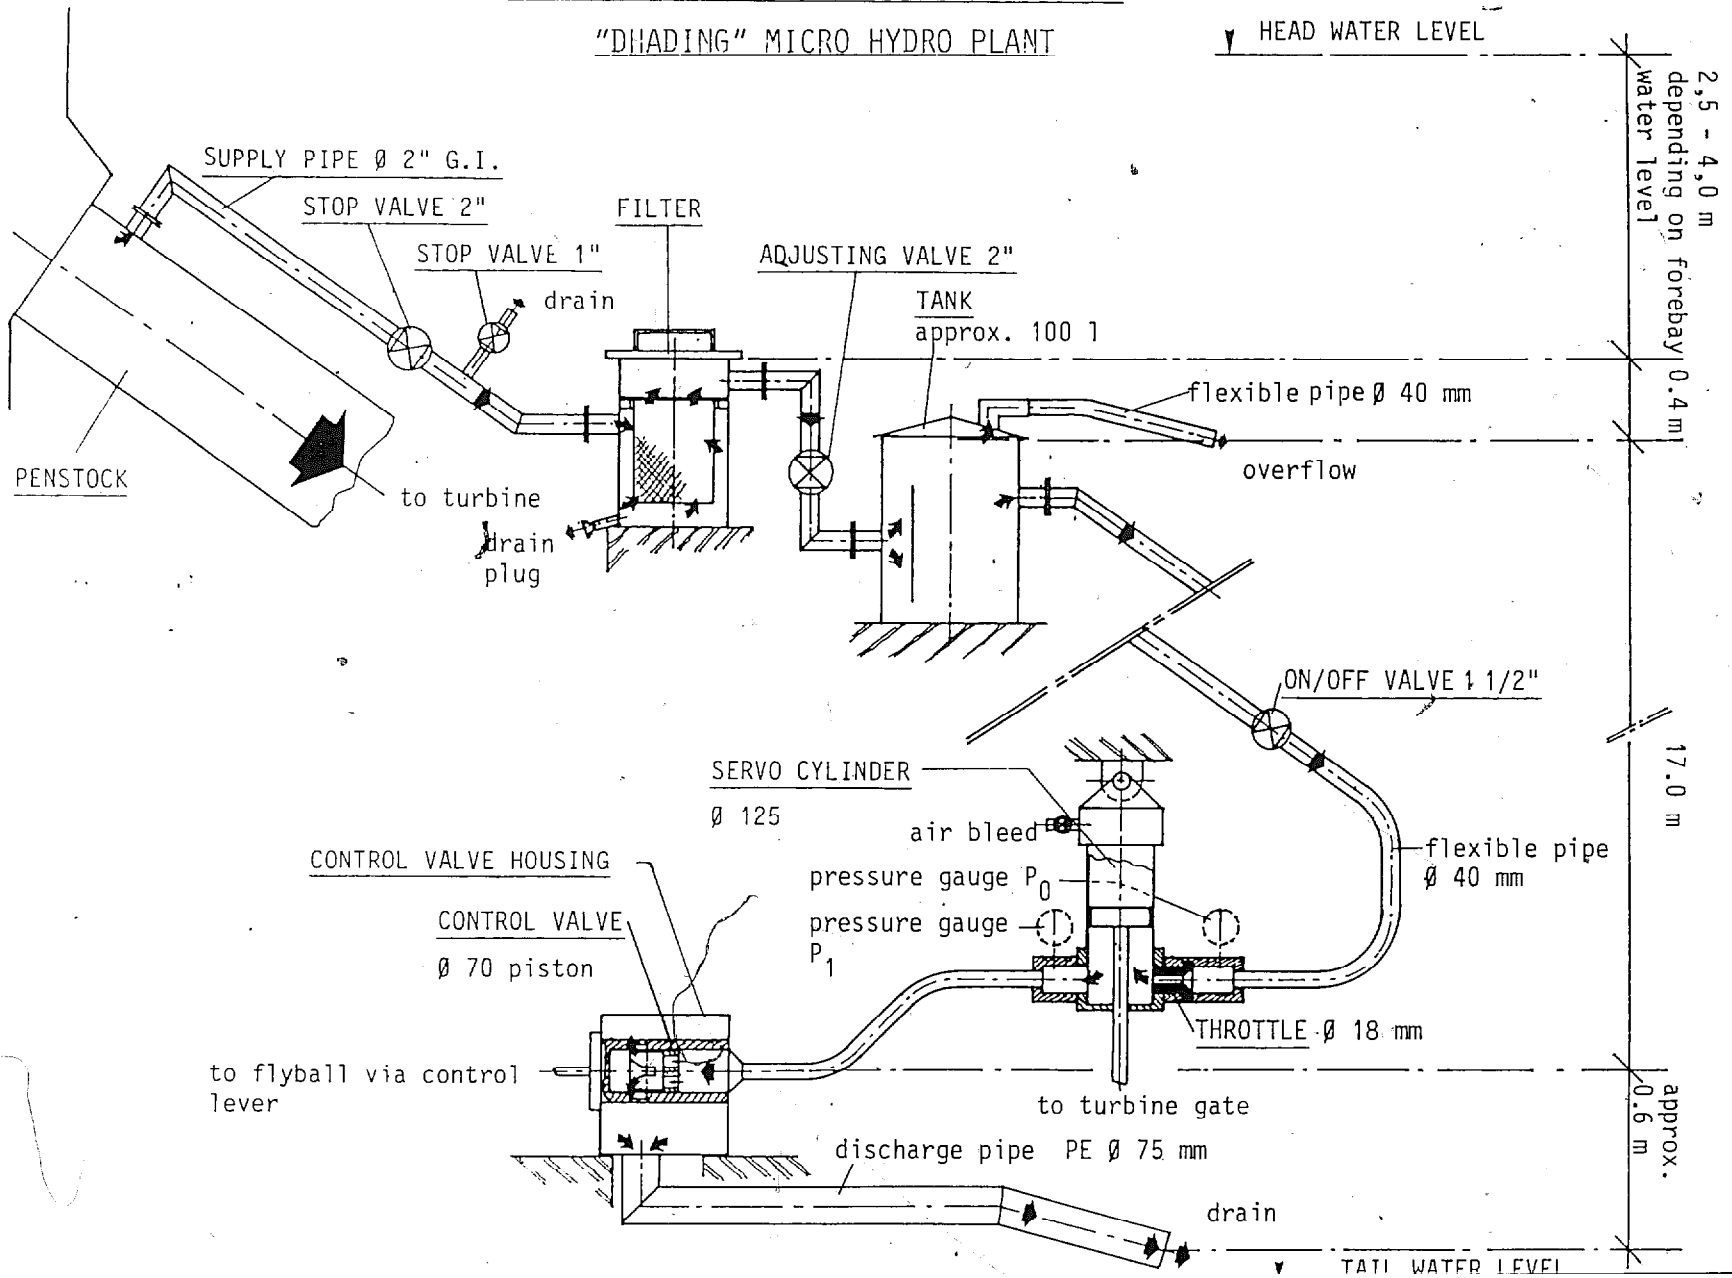 "DHADING" MICRO HYDRO PLANT
HEAD WATER LEVEL
2,5 - 4,0 m
depending on forebay
water level
SUPPLY PIPE Ø 2" G.I.
STOP VALVE 2"
FILTER
STOP VALVE 1"
ADJUSTING VALVE 2"
drain
TANK
approx. 100 l
flexible pipe Ø 40 mm
0.4m
overflow
PENSTOCK
to turbine
drain
plug
ON/OFF VALVE 1 1/2"
17.0 m
SERVO CYLINDER
Ø 125
air bleed
flexible pipe
Ø 40 mm
CONTROL VALVE HOUSING
pressure gauge P0
CONTROL VALVE
Ø 70 piston
pressure gauge
P1
THROTTLE Ø 18 mm
to flyball via control
lever
to turbine gate
approx.
0.6 m
discharge pipe PE Ø 75 mm
drain
TAIL WATER LEVEL